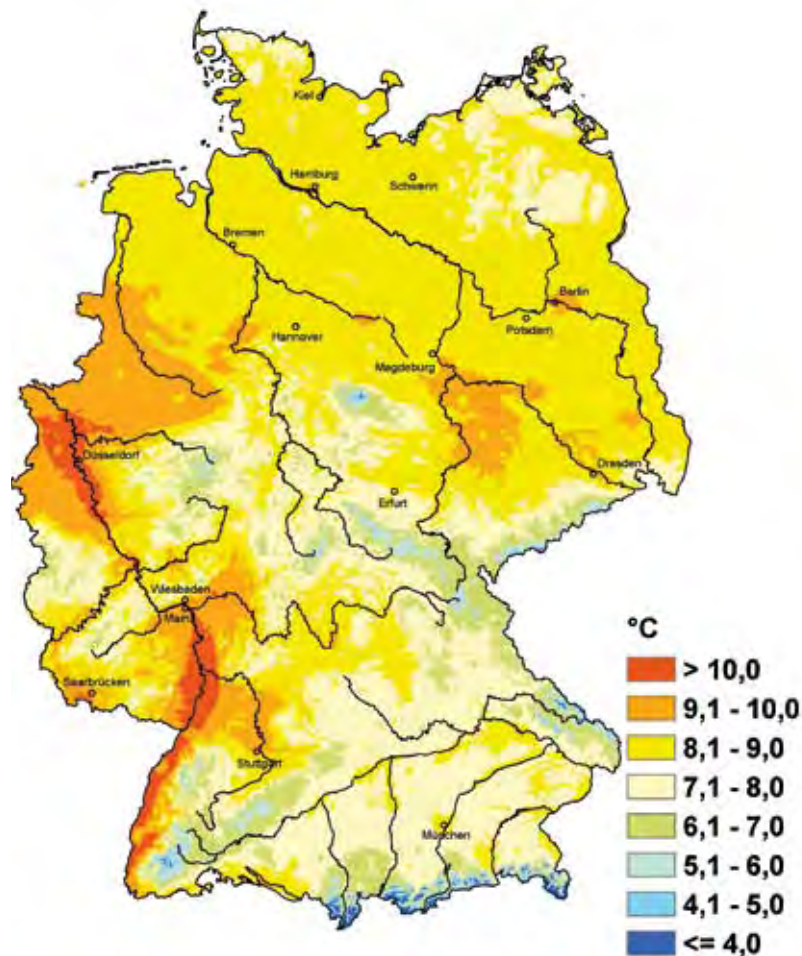 Kiel
Hamburg
Schwerin
Bremen
Berlin
Hannover
Potsdam
Magdeburg
Düsseldorf
Dresden
Erfurt
Wiesbaden
Mainz
Saarbrücken
Stuttgart
München
°C
> 10,0
9,1 - 10,0
8,1 - 9,0
7,1 - 8,0
6,1 - 7,0
5,1 - 6,0
4,1 - 5,0
<= 4,0